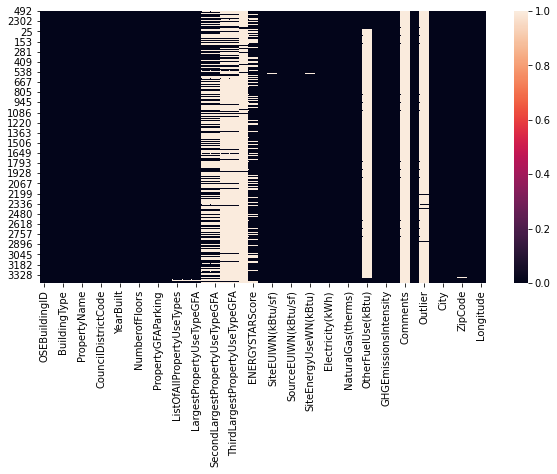 492
2302
25
153
281
409
538
667
805
945
1086
1220
1363
1506
1649
1793
1928
2067
2199
2336
2480
2618
2757
2896
3045
3182
3328
1.0
0.8
0.6
0.4
0.2
0.0
OSEBuildingID
BuildingType
PropertyName
CouncilDistrictCode
YearBuilt
NumberofFloors
PropertyGFAParking
ListOfAllPropertyUseTypes
LargestPropertyUseTypeGFA
SecondLargestPropertyUseTypeGFA
ThirdLargestPropertyUseTypeGFA
ENERGYSTARScore
SiteEUIWN(kBtu/sf)
SourceEUIWN(kBtu/sf)
SiteEnergyUseWN(kBtu)
Electricity(kWh)
NaturalGas(therms)
OtherFuelUse(kBtu)
GHGEmissionsIntensity
Comments
Outlier
City
ZipCode
Longitude